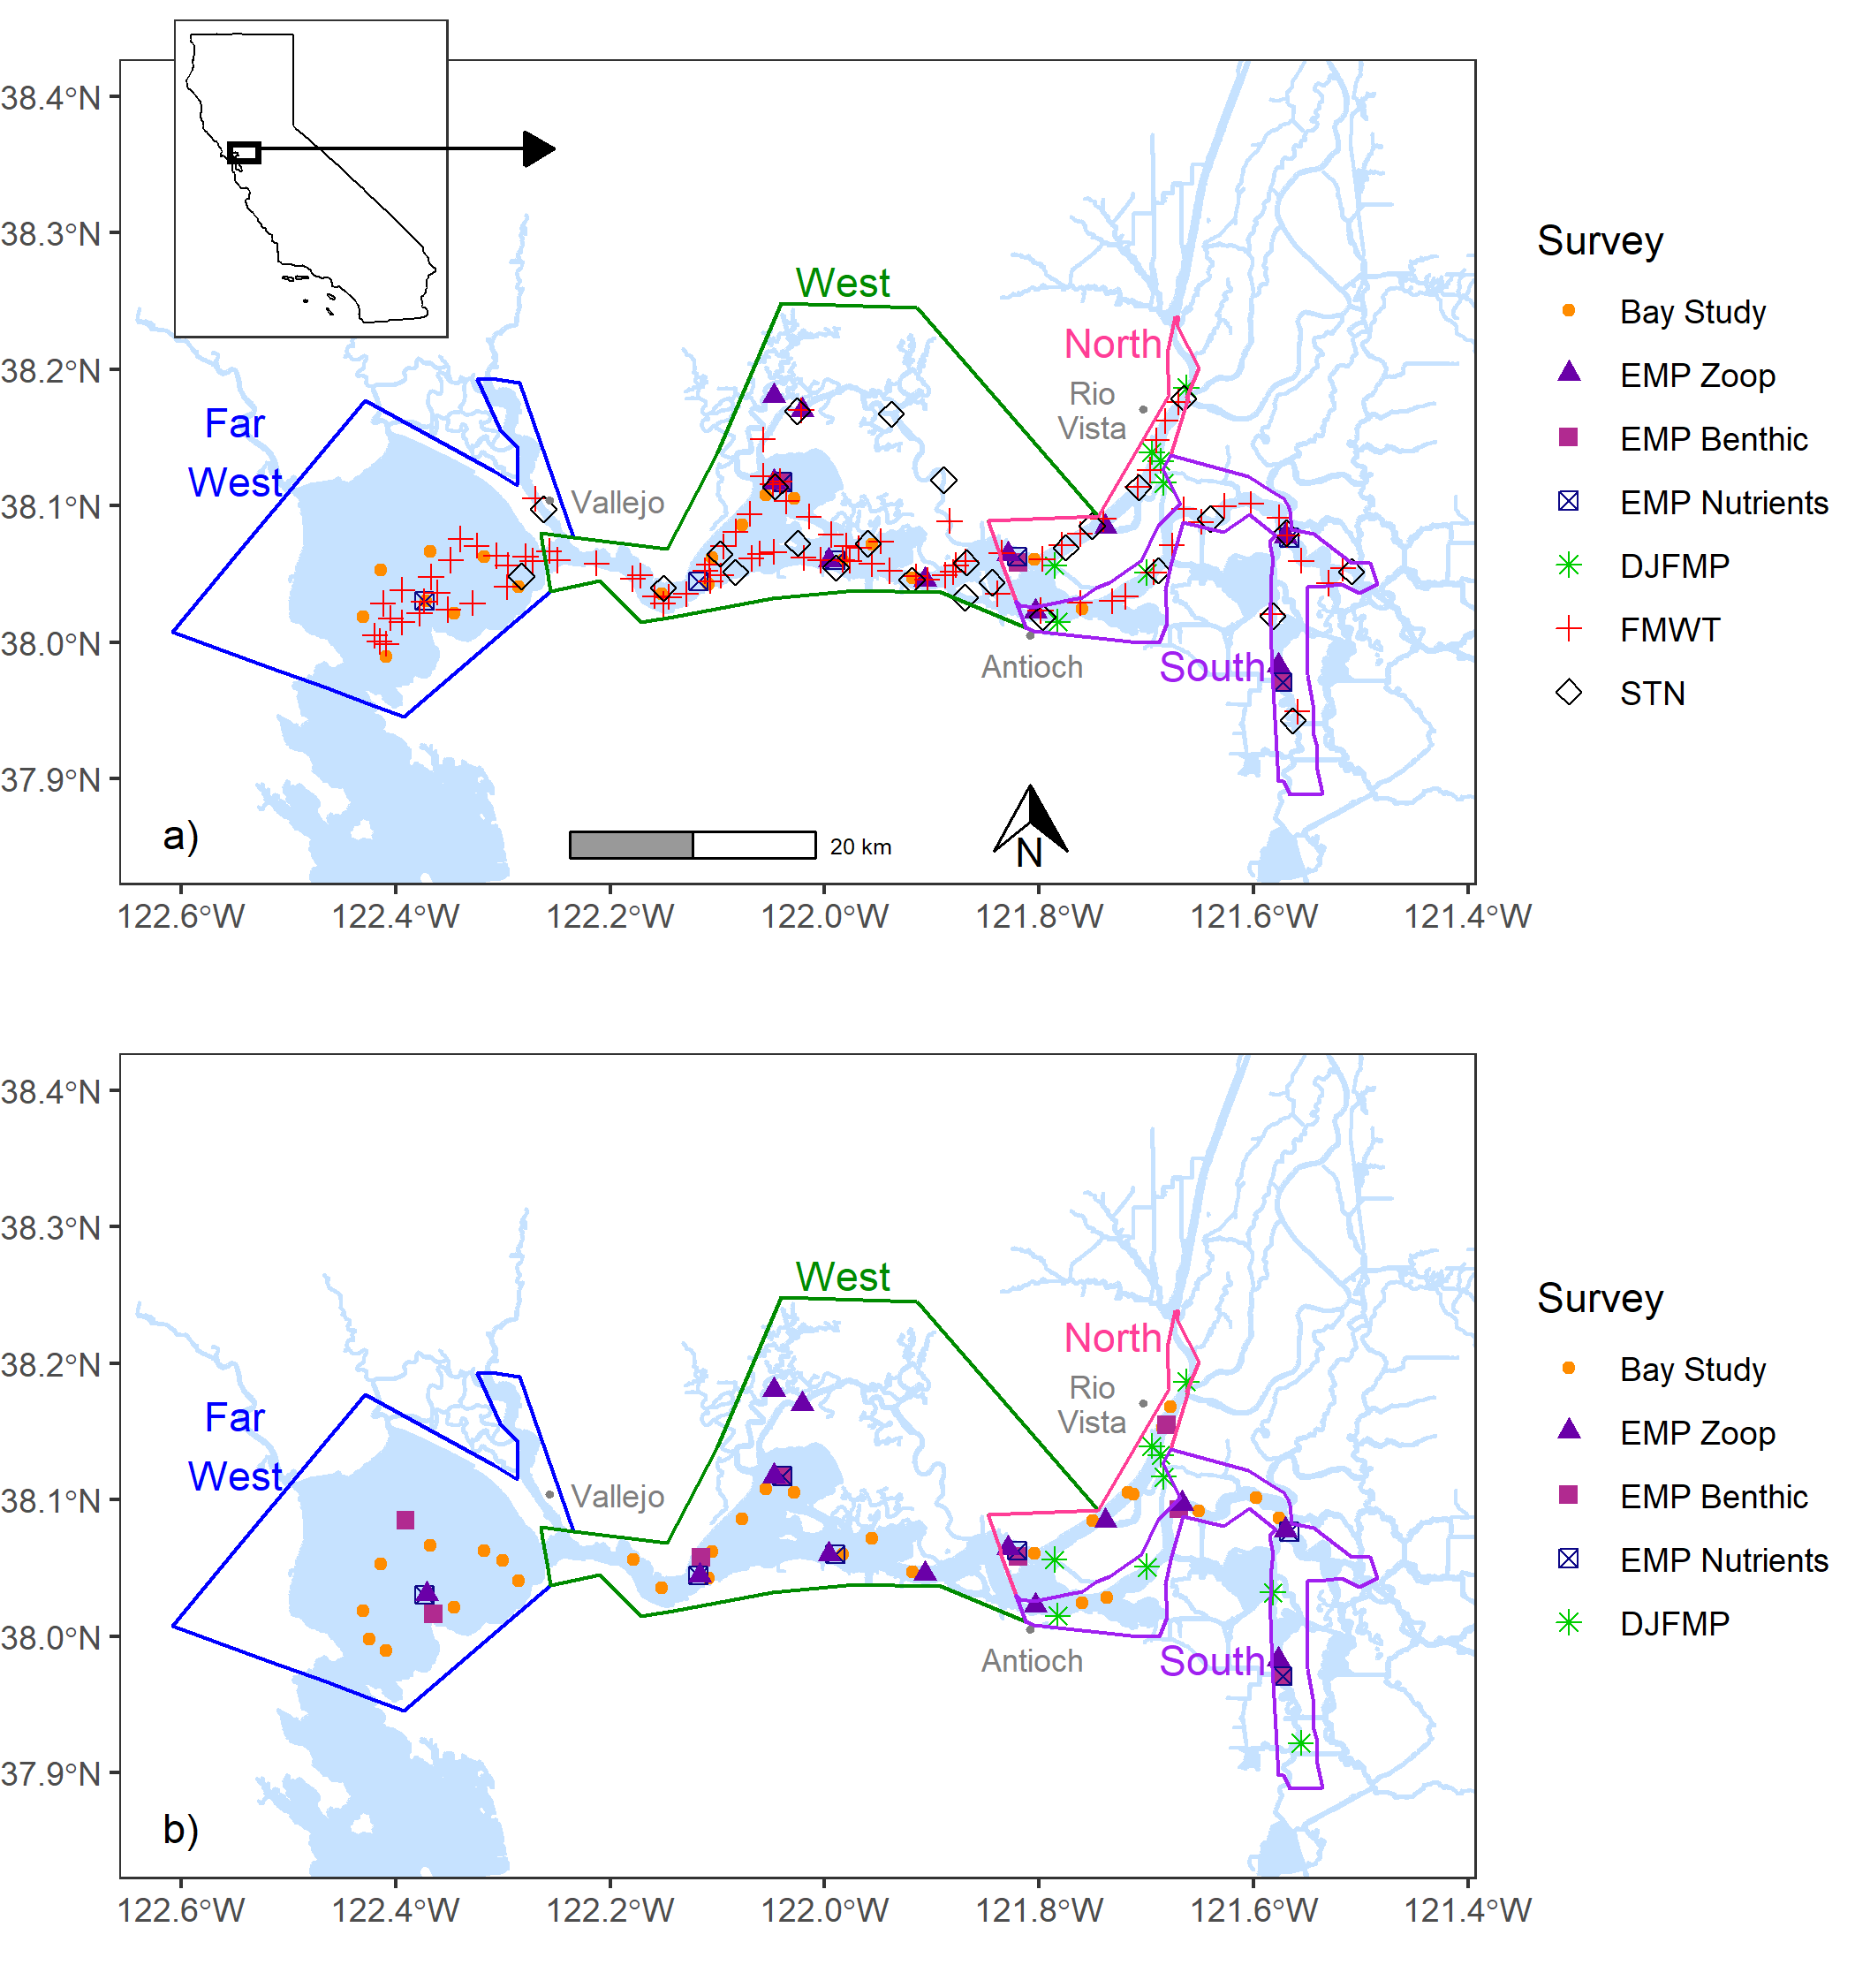 38.4°N
38.3°N
38.2°N
38.1°N
38.0°N
37.9°N
West
North
Rio
Vista
Far
West
Vallejo
Antioch
South
a)
20 km
N
122.6°W
122.4°W
122.2°W
122.0°W
121.8°W
121.6°W
121.4°W
Survey
Bay Study
EMP Zoop
EMP Benthic
EMP Nutrients
DJFMP
FMWT
STN
38.4°N
38.3°N
38.2°N
38.1°N
38.0°N
37.9°N
West
North
Rio
Vista
Far
West
Vallejo
Antioch
South
b)
122.6°W
122.4°W
122.2°W
122.0°W
121.8°W
121.6°W
121.4°W
Survey
Bay Study
EMP Zoop
EMP Benthic
EMP Nutrients
DJFMP